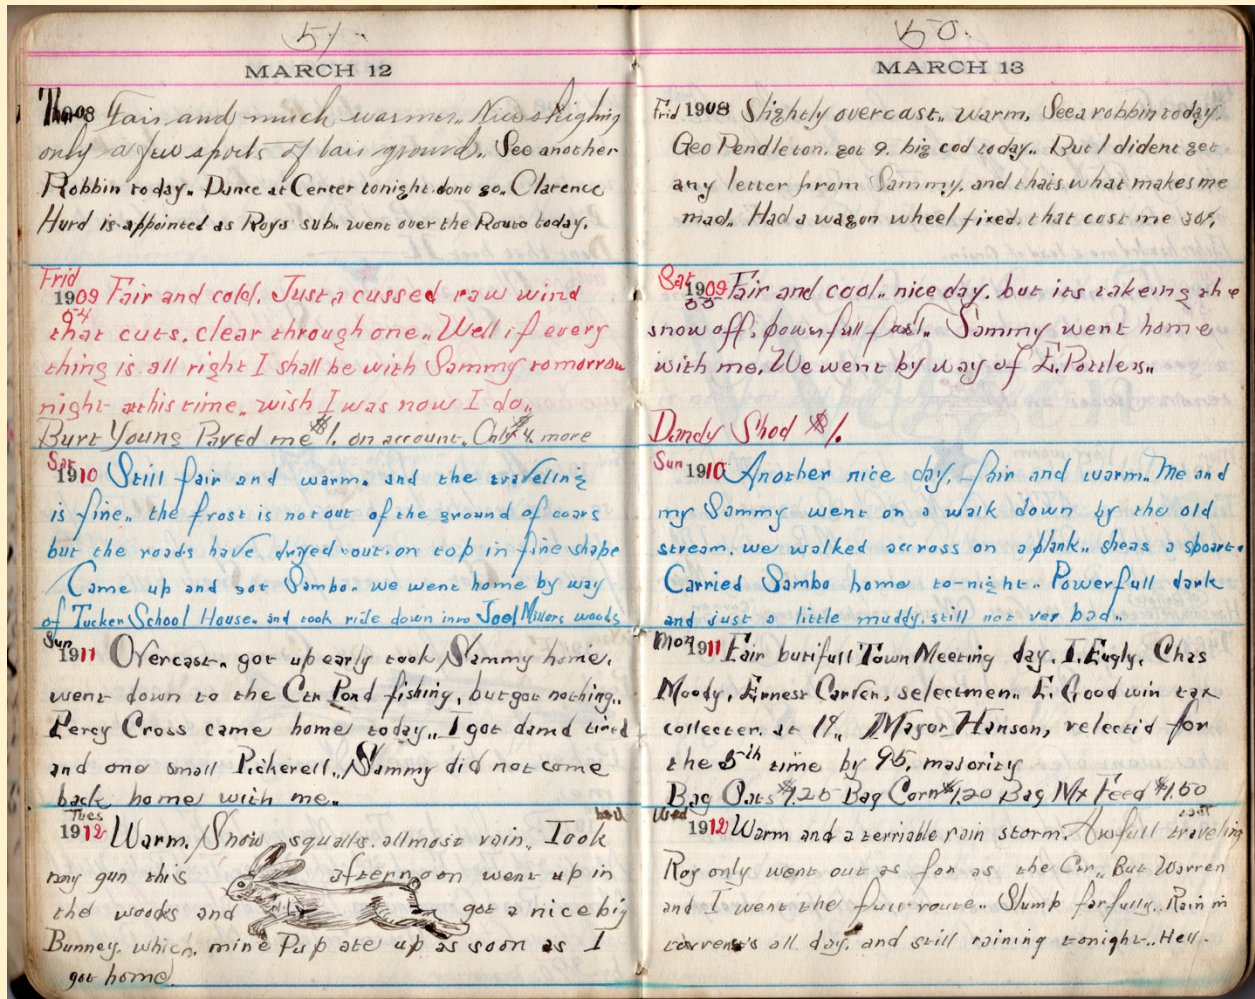 51.
MARCH 12
1908 Fair and much warmer.. Nice slighing
only a few sports of bair ground.. See another
Robbin today.. Dance at Center tonight. dont go.. Clarence
Hurd is appointed as Roys sub.. went over the Route today.
Frid
1909 Fair and cold. Just a cussed raw wind
54
that cuts. clear through one.. Well if every
thing is all right I shall be with Sammy tomorrow
night at this time.. wish I was now I do..
Burt Young Payed me $1. on account. Only $4. more
Sat
1910 Still fair and warm. and the traveling
is fine.. the frost is not out of the ground of coars
but the roads have drayed out. on top in fine shape
Came up and got Sambo. we went home by way
of Tucker School House. and took ride down into Joel Millers woods
Sun
1911 Overcast.. got up early took Sammy home.
went down to the Ctr Pond fishing, but got nothing..
Percy Cross came home today.. I got damd tired
and one small Pickerell.. Sammy did not come
back home with me..
Tues
1912 Warm. Snow squalls. allmost rain.. Took
my gun this afternoon went up in
the woods and got a nice big
Bunney. which. mine Pup ate up as soon as I
got home.
50.
MARCH 13
Frid 1908 Slightly overcast.. warm. See a robbin today.
Geo Pendleton. got 9. big cod today.. But I dident get
any letter from Sammy. and thats what makes me
mad.. Had a wagon wheel fixed. that cost me 30¢.
Sat
1909 Fair and cool.. nice day. but its takeing the
snow off. powerfull fast.. Sammy went home
with me. We went by way of E. Pottlers..
Dandy Shod $1.
Sun
1910 Another nice day. fair and warm.. Me and
my Sammy went on a walk down by the old
stream. we walked accross on a plank.. sheas a spoart.
Carried Sambo home to-night.. Powerfull dark
and just a little muddy. still not ver bad..
Mon
1911 Fair butifull Town Meeting day. I. Eugly, Chas
Moody, Ernest Carven, selectmen.. E. Goodwin tax
collecter. at 1¢.. Mayor Hanson, relectid for
the 5th time by 95. masority
Bag Oats $1.25 Bag Corn $1.20 Bag Mx Feed $1.50
Wed
1912 Warm and a terriable rain storm. Awfull traveling
Roy only went out as far as the Ctr.. But Warren
and I went the full route.. Slump farfully.. Rain in
torrents all day. and still raining tonight.. Hell.